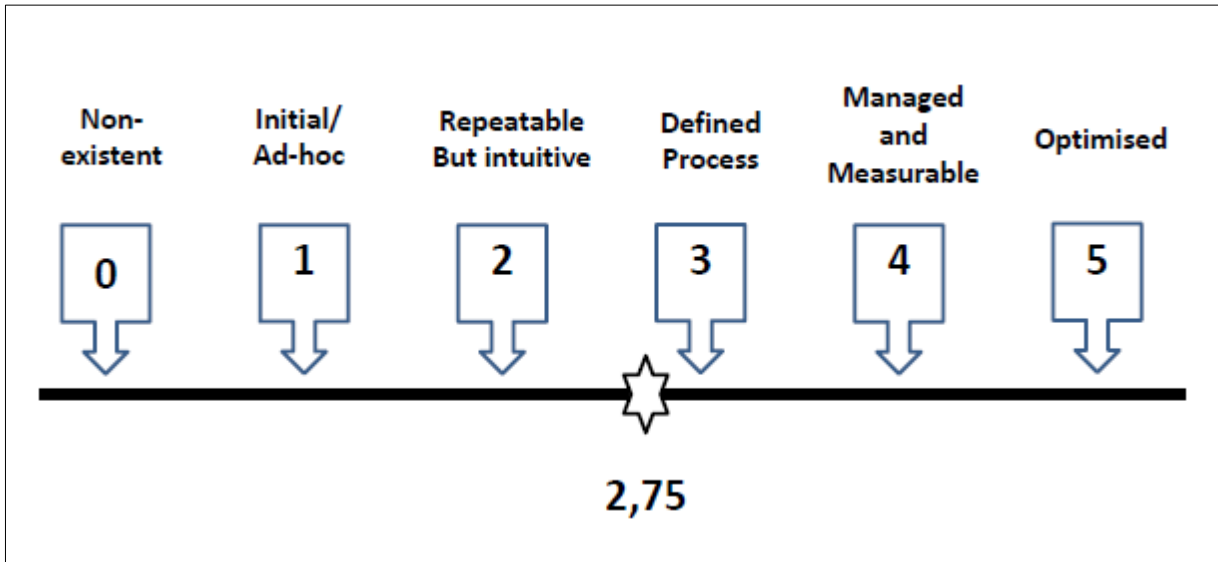 Non-
existent
Initial/
Ad-hoc
Repeatable
But intuitive
Defined
Process
Managed
and
Measurable
Optimised
0
1
2
3
4
5
2,75